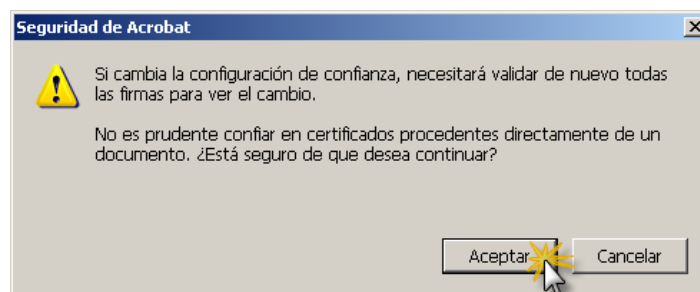 Seguridad de Acrobat
Si cambia la configuración de confianza, necesitará validar de nuevo todas
las firmas para ver el cambio.
No es prudente confiar en certificados procedentes directamente de un
documento. ¿Está seguro de que desea continuar?
Aceptar
Cancelar